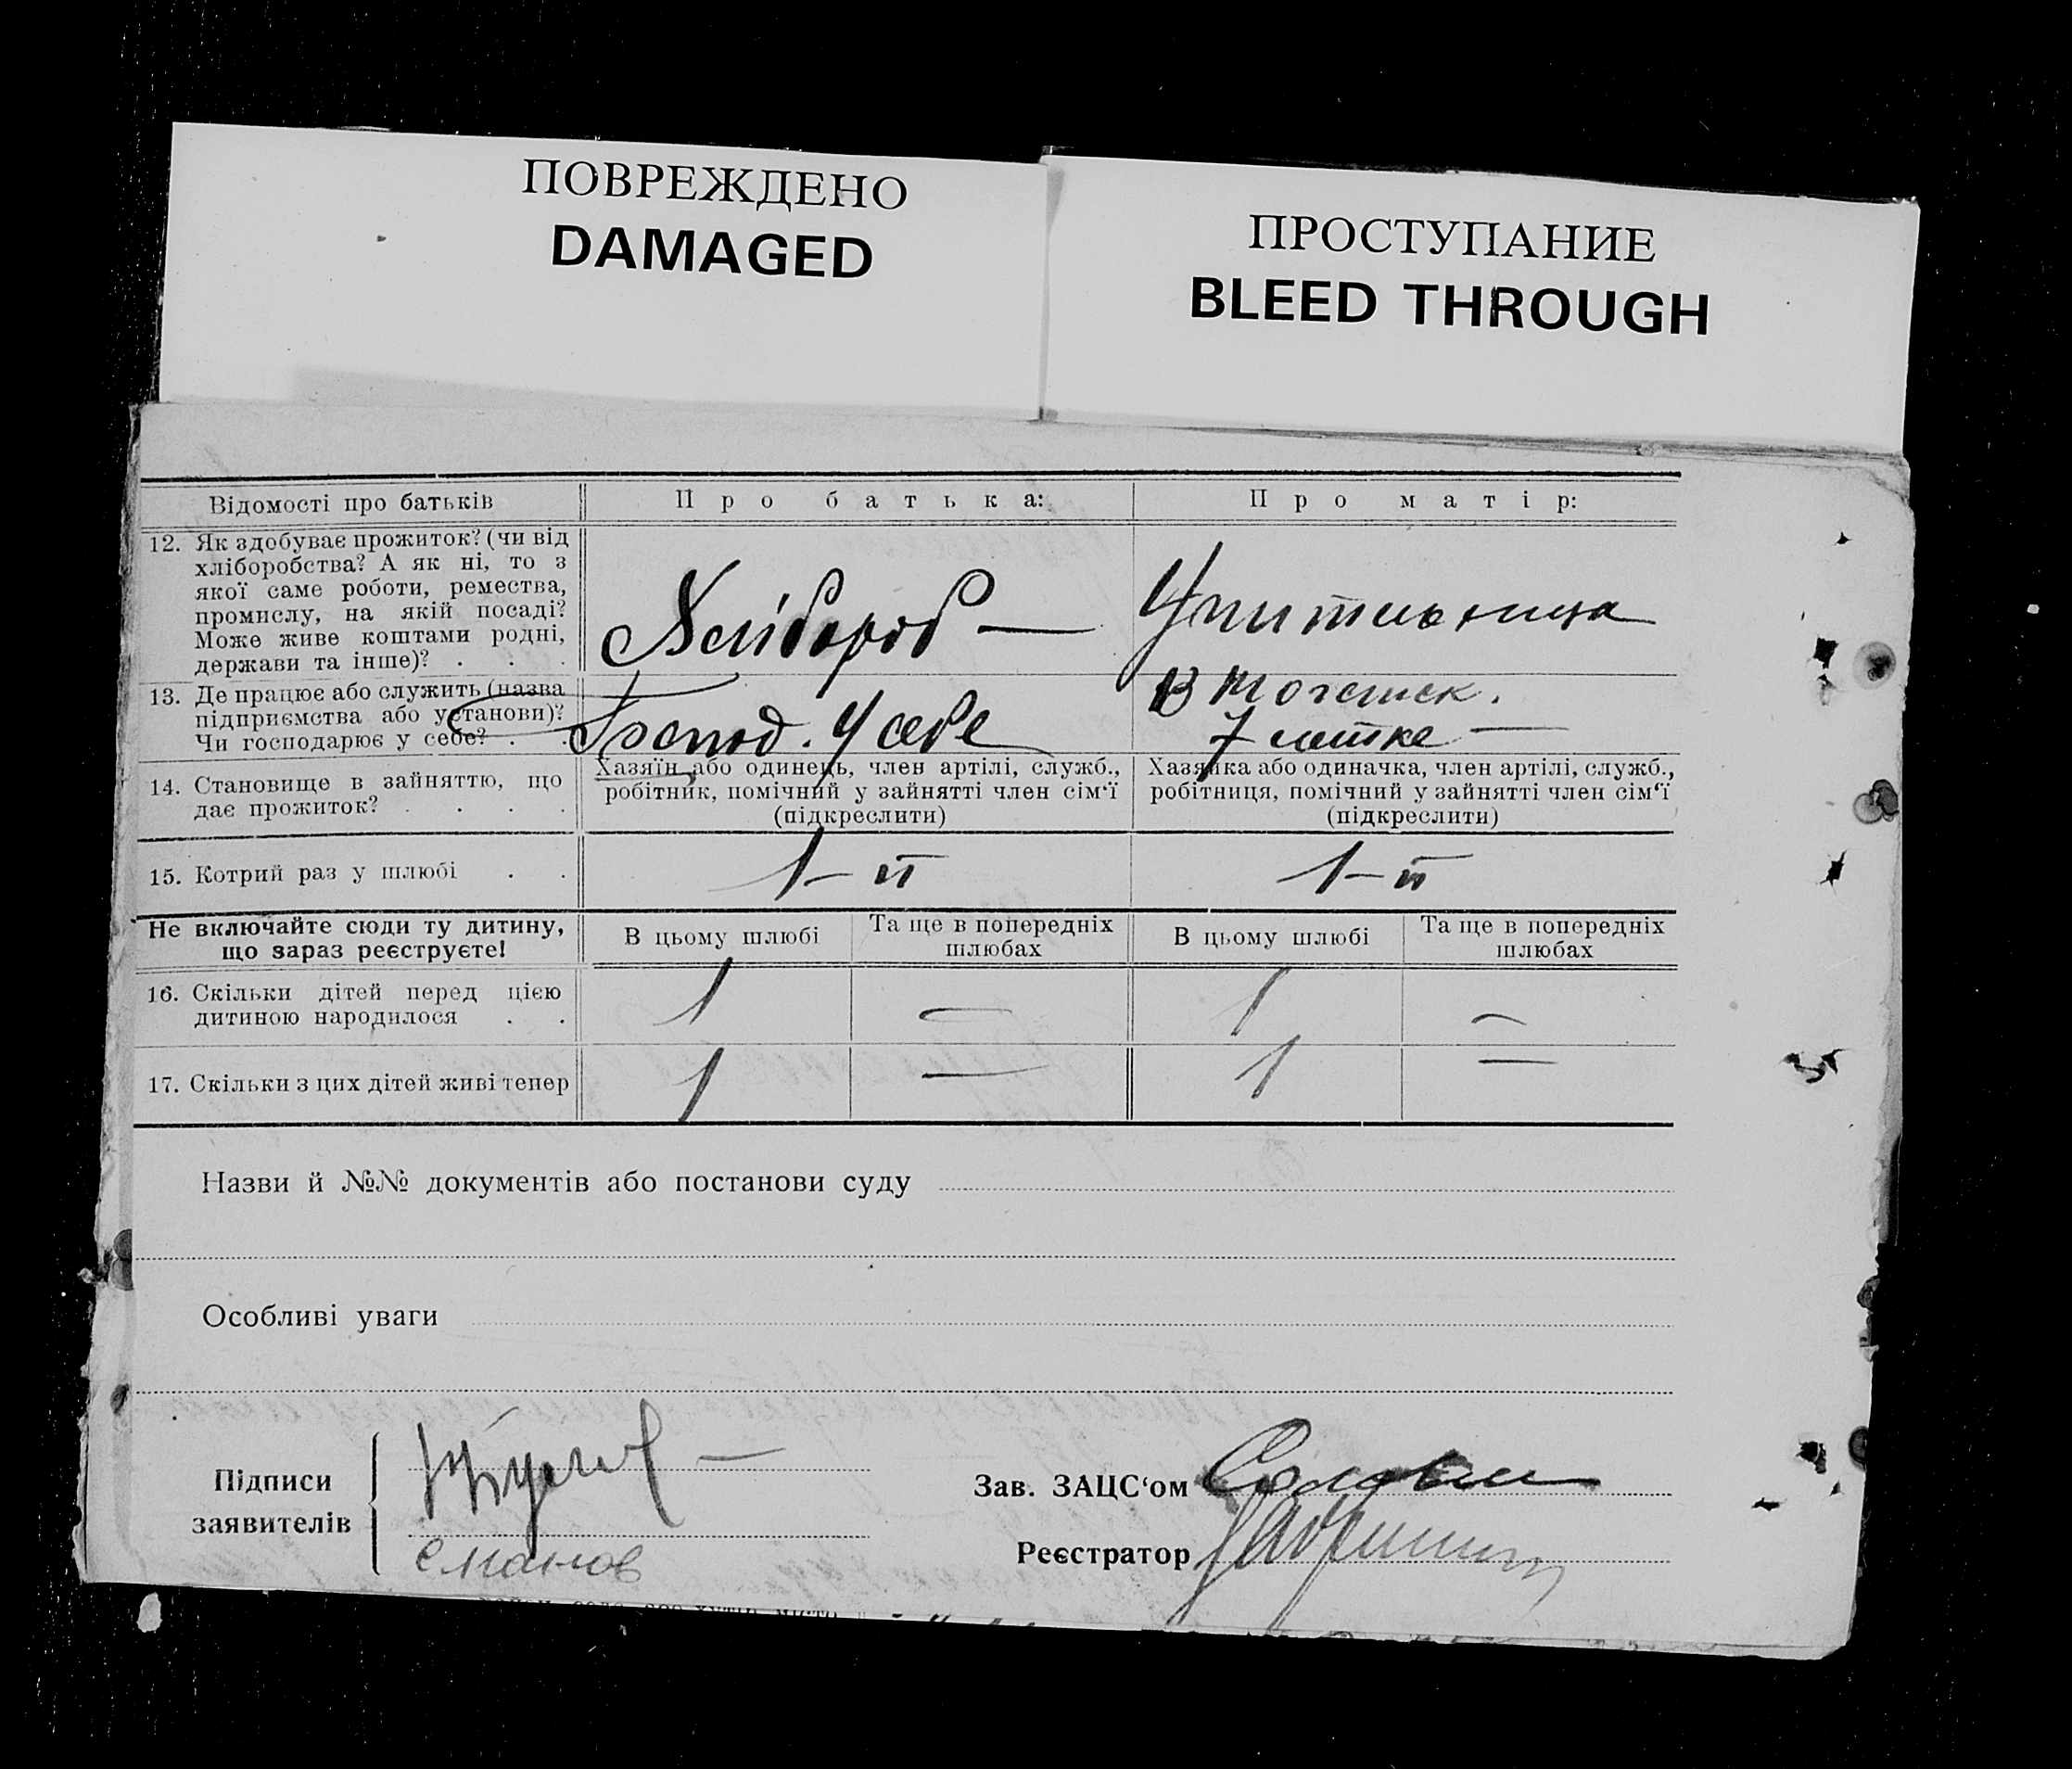 ПОВРЕЖДЕНО
DAMAGED
ПРОСТУПАНИЕ
BLEED THROUGH
Відомості про батьків
Про батька:
Про матір:
12. Як здобуває прожиток? (чи від
хліборобства? А як ні, то з
якої саме роботи, ремества,
промислу, на якій посаді?
Може живе коштами родні,
держави та інше)? . . .
Хлібороб —
Учительница
13. Де працює або служить (назва
підприємства або установи)?
Чи господарює у себе? . .
Господ. у себе
В
7 летке —
14. Становище в зайняттю, що
дає прожиток? . . . .
Хазяїн або одинець, член артілі, служб.,
робітник, помічний у зайнятті член сім‘ї
(підкреслити)
Хазяйка або одиначка, член артілі, служб.,
робітниця, помічний у зайнятті член сім‘ї
(підкреслити)
15. Котрий раз у шлюбі . .
1-й
1-й
Не включайте сюди ту дитину,
що зараз реєструєте!
В цьому шлюбі
Та ще в попередніх
шлюбах
В цьому шлюбі
Та ще в попередніх
шлюбах
16. Скільки дітей перед цією
дитиною народилося . .
1
—
1
—
17. Скільки з цих дітей живі тепер
1
—
1
—
Назви й №№ документів або постанови суду
Особливі уваги
Підписи
заявителів
Зав. ЗАЦС‘ом
Реєстратор